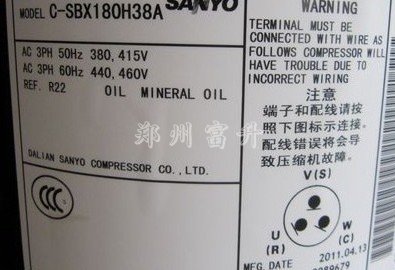 SANYO
MODEL C-SBX180H38A
AC 3PH 50Hz 380, 415V
AC 3PH 60Hz 440, 460V
REF. R22 OIL MINERAL OIL
DALIAN SANYO COMPRESSOR CO., LTD.
CCC
WARNING
TERMINAL MUST BE
CONNECTED WITH WIRE AS
FOLLOWS COMPRESSOR WILL
HAVE TROUBLE DUE TO
INCORRECT WIRING
注意
端子和配线请按
照下图标示连接。
配线错误将会导
致压缩机故障。
V(S)
U
(R)
W
(C)
MFG. DATE 2011.04.13
郑州富升